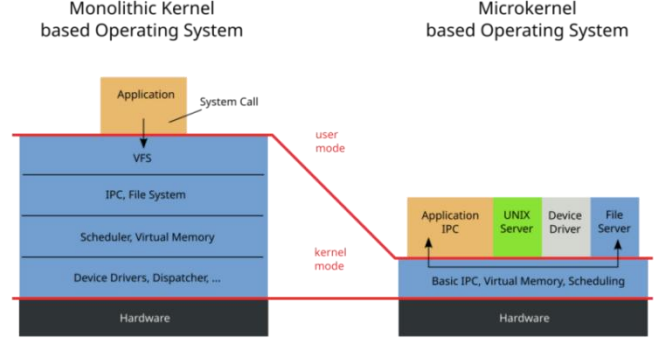 Monolithic Kernel
based Operating System
Microkernel
based Operating System
Application
System Call
user
mode
VFS
IPC, File System
Scheduler, Virtual Memory
Device Drivers, Dispatcher, ...
kernel
mode
Hardware
Application
IPC
UNIX
Server
Device
Driver
File
Server
Basic IPC, Virtual Memory, Scheduling
Hardware